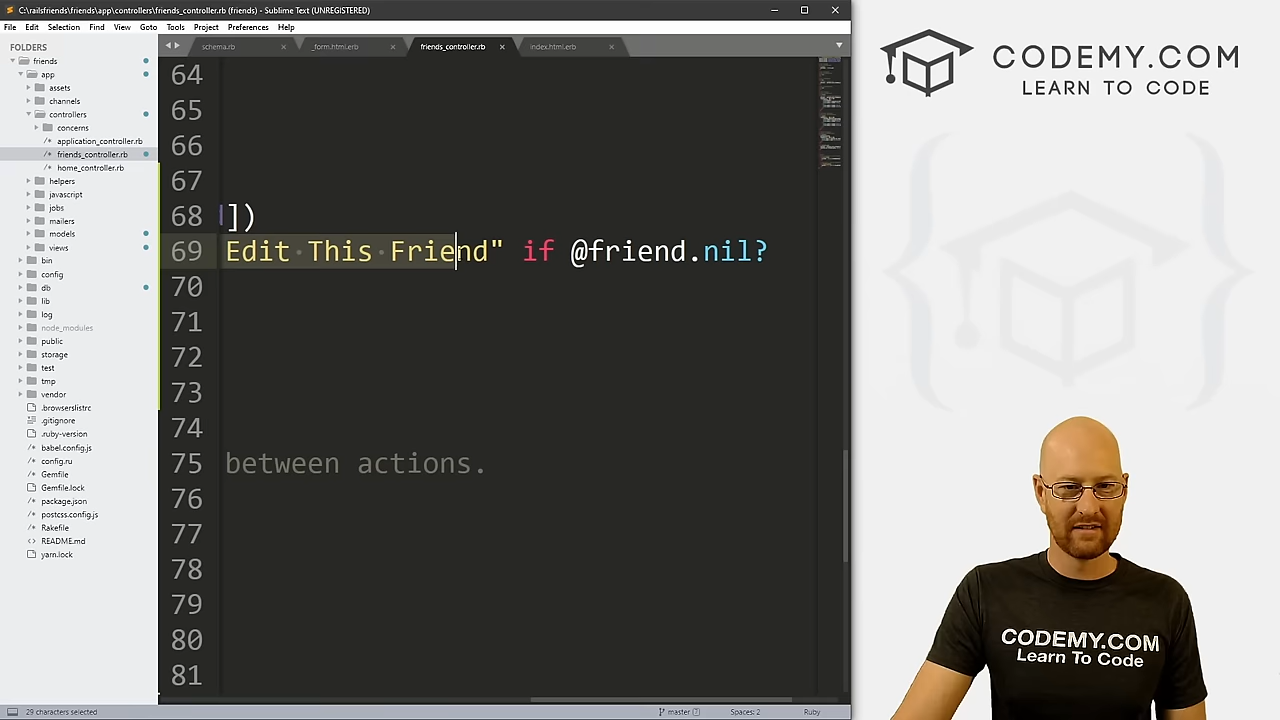 C:\railsfriends\friends\app\controllers\friends_controller.rb (friends) - Sublime Text (UNREGISTERED)
File Edit Selection Find View Goto Tools Project Preferences Help
FOLDERS
friends
app
assets
channels
controllers
concerns
application_controller.rb
friends_controller.rb
home_controller.rb
helpers
javascript
jobs
mailers
models
views
bin
config
db
lib
log
node_modules
public
storage
test
tmp
vendor
.browserslistrc
.gitignore
.ruby-version
babel.config.js
config.ru
Gemfile
Gemfile.lock
package.json
postcss.config.js
Rakefile
README.md
yarn.lock
schema.rb
_form.html.erb
friends_controller.rb
index.html.erb
64
65
66
67
68 ])
69 Edit This Friend" if @friend.nil?
70
71
72
73
74
75 between actions.
76
77
78
79
80
81
29 characters selected
master
Spaces: 2
Ruby
CODEMY.COM
LEARN TO CODE
CODEMY.COM
Learn To Code